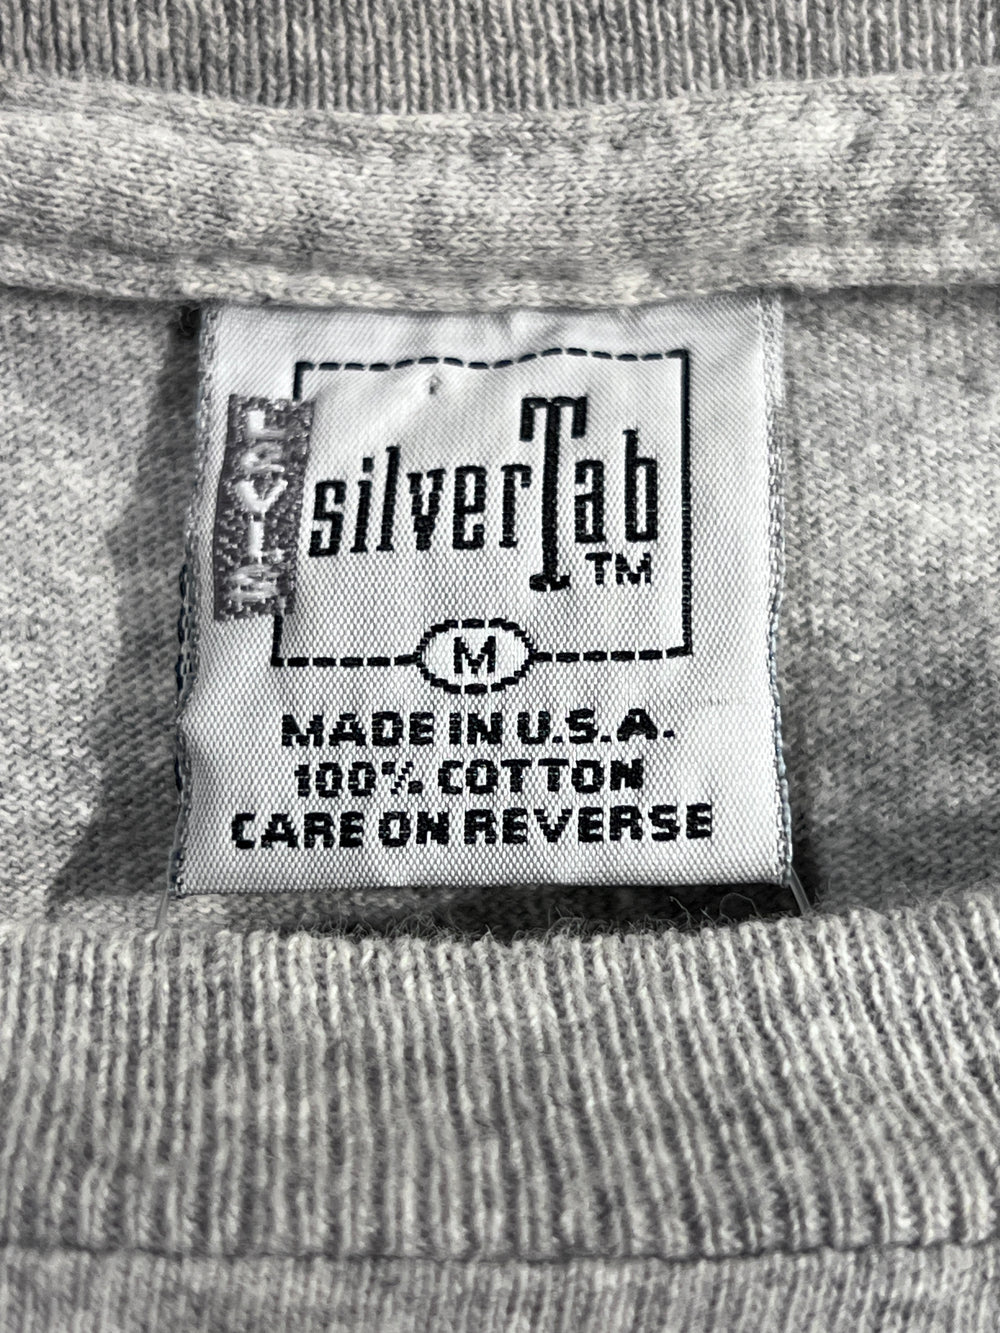 LEVI'S
silverTab
TM
M
MADE IN U.S.A.
100% COTTON
CARE ON REVERSE